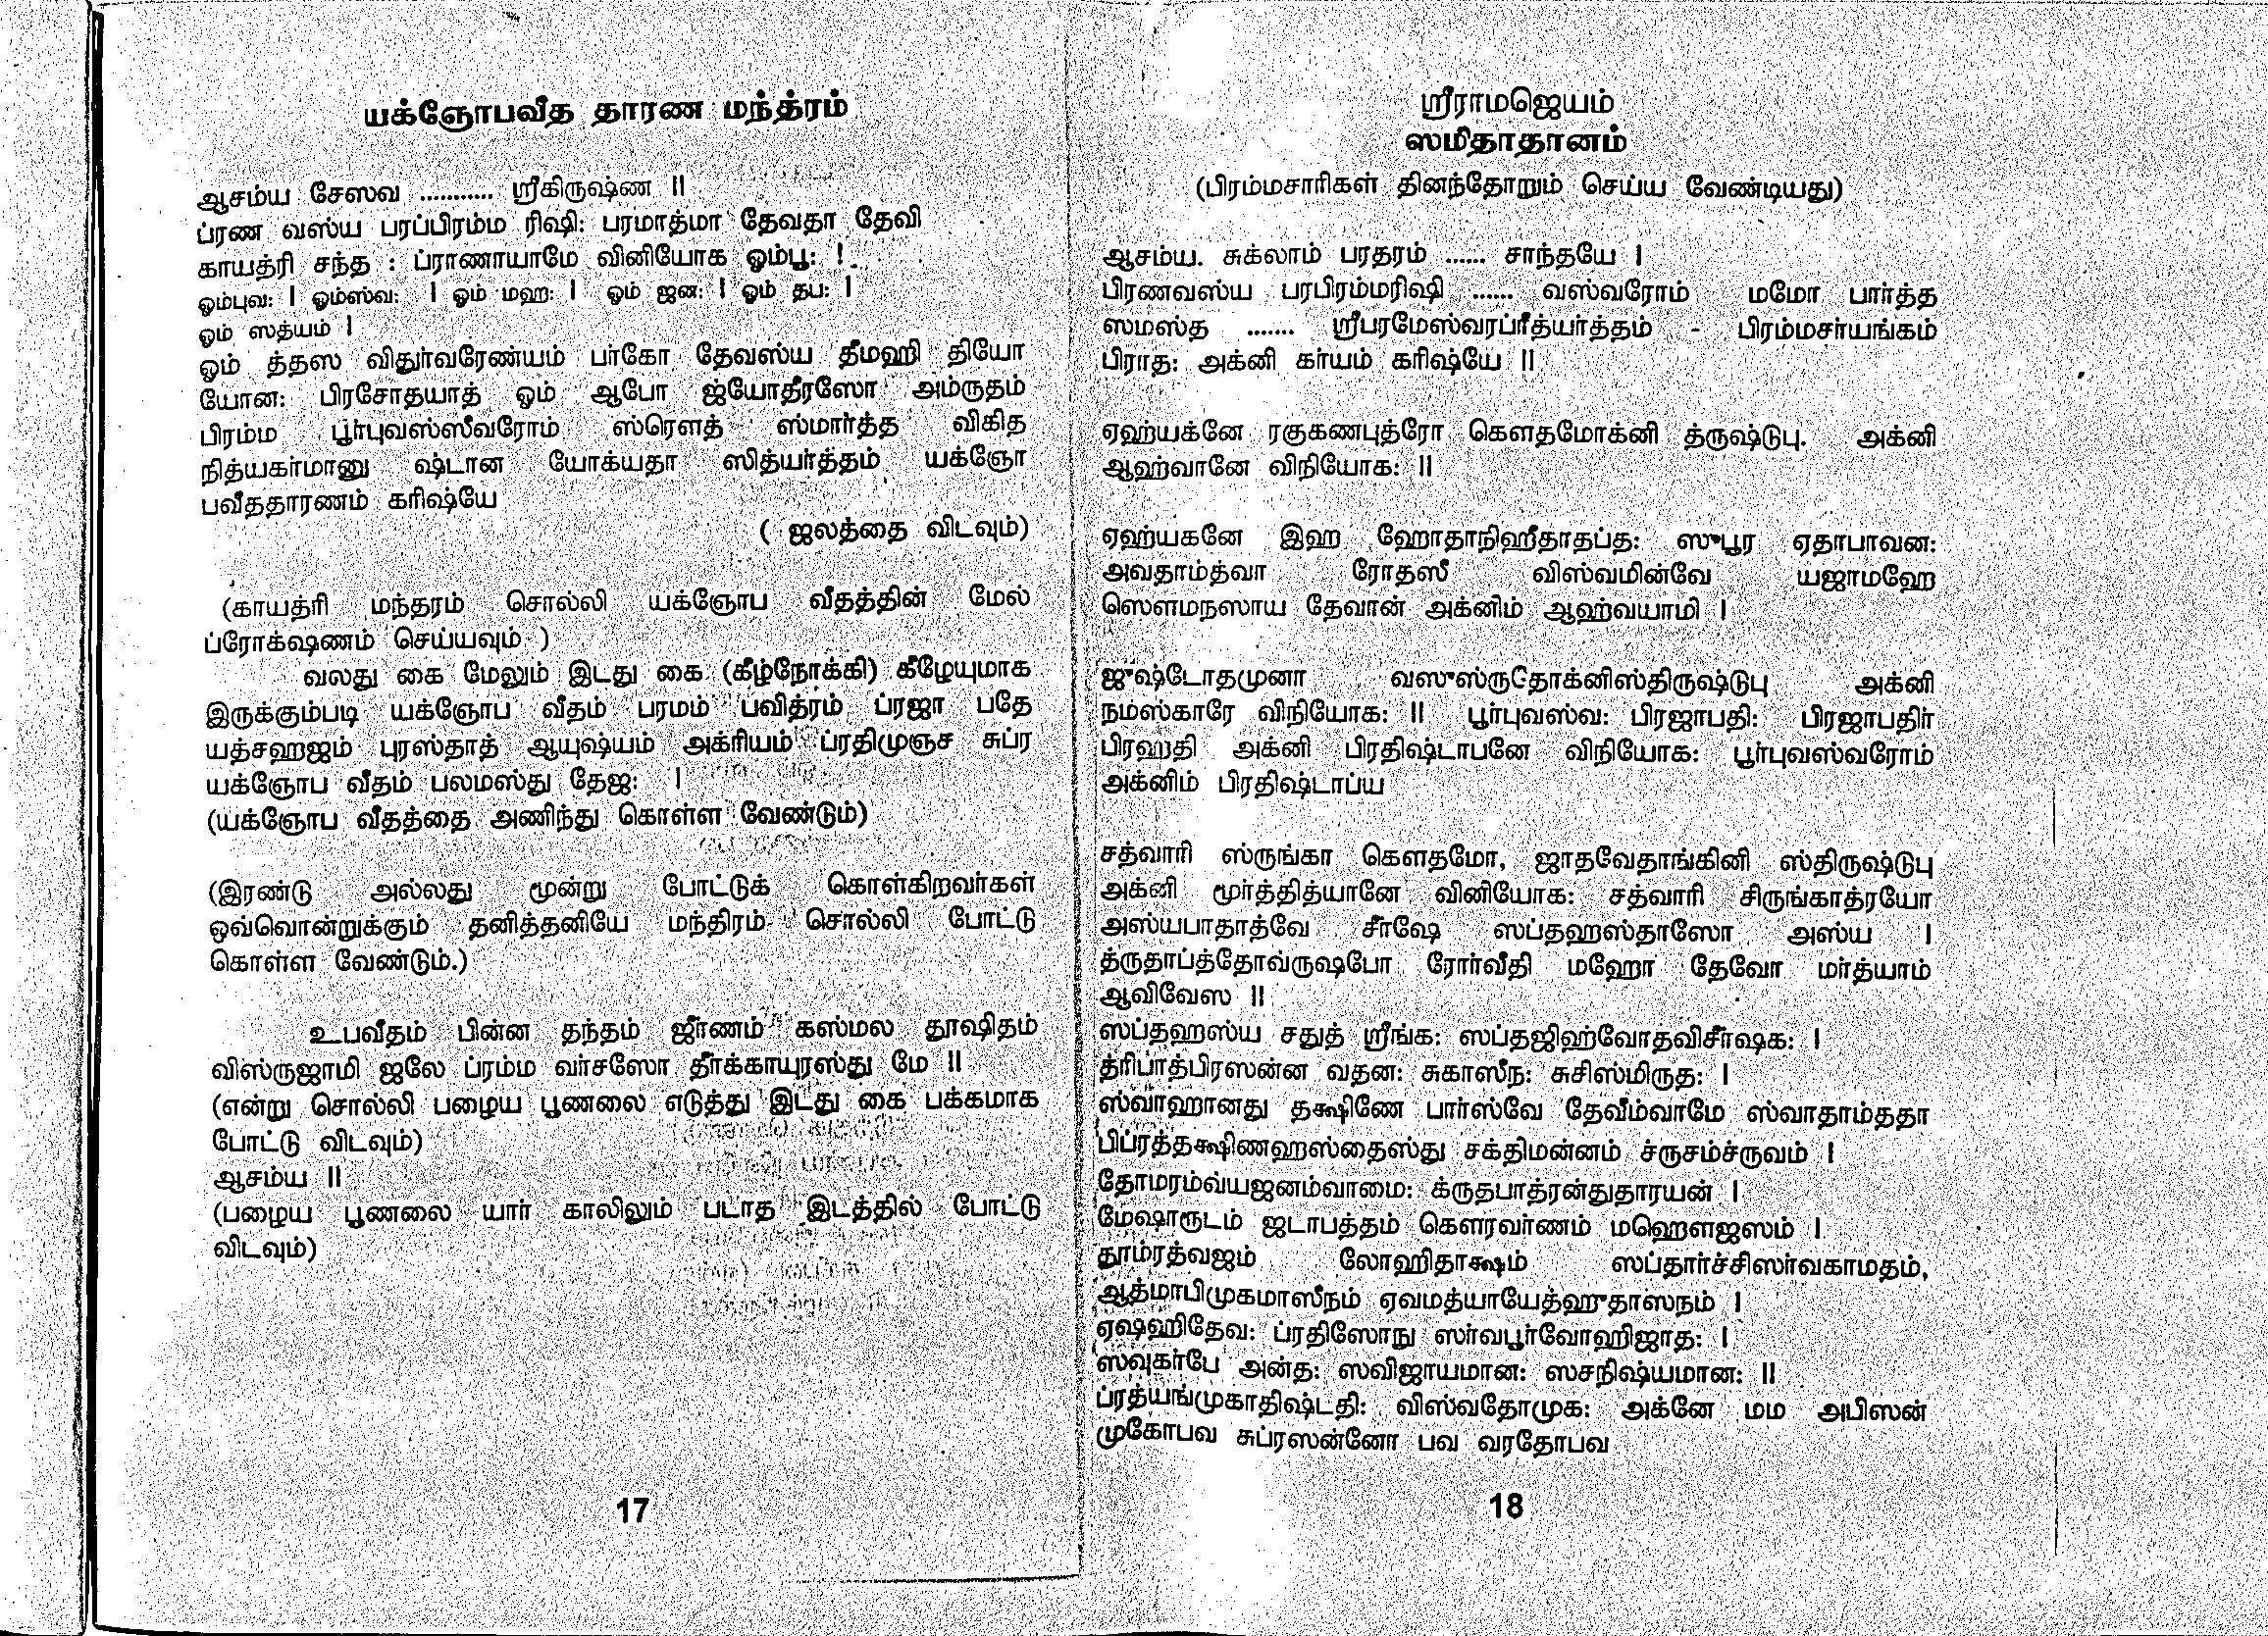 யக்ஞோபவீத தாரண மந்த்ரம்
ஆசம்ய சேஸவ ........... ஸ்ரீகிருஷ்ண ||
ப்ரண வஸ்ய பரப்பிரம்ம ரிஷி: பரமாத்மா தேவதா தேவி
காயத்ரி சந்த : ப்ராணாயாமே வினியோக ஓம்பூ: !
ஓம்புவ: | ஓம்ஸ்வ: | ஓம் மஹ: | ஓம் ஜன: | ஓம் தப: |
ஓம் ஸத்யம் |
ஓம் த்தஸ விதுர்வரேண்யம் பர்கோ தேவஸ்ய தீமஹி தியோ
யோன: பிரசோதயாத் ஓம் ஆபோ ஜ்யோதீரஸோ அம்ருதம்
பிரம்ம பூர்புவஸ்ஸீவரோம் ஸ்ரௌத் ஸ்மார்த்த விகித
நித்யகர்மானு ஷ்டான யோக்யதா ஸித்யர்த்தம் யக்ஞோ
பவீததாரணம் கரிஷ்யே
( ஜலத்தை விடவும்)
(காயத்ரி மந்தரம் சொல்லி யக்ஞோப வீதத்தின் மேல்
ப்ரோக்ஷணம் செய்யவும் )
வலது கை மேலும் இடது கை (கீழ்நோக்கி) கீழேயுமாக
இருக்கும்படி யக்ஞோப வீதம் பரமம் பவித்ரம் ப்ரஜா பதே
யத்சஹஜம் புரஸ்தாத் ஆயுஷ்யம் அக்ரியம் ப்ரதிமுஞ்ச சுப்ர
யக்ஞோப வீதம் பலமஸ்து தேஜ: |
(யக்ஞோப வீதத்தை அணிந்து கொள்ள வேண்டும்)
(இரண்டு அல்லது மூன்று போட்டுக் கொள்கிறவர்கள்
ஒவ்வொன்றுக்கும் தனித்தனியே மந்திரம் சொல்லி போட்டு
கொள்ள வேண்டும்.)
உபவீதம் பின்ன தந்தம் ஜீர்ணம் கஸ்மல தூஷிதம்
விஸ்ருஜாமி ஜலே ப்ரம்ம வர்சஸோ தீர்க்காயுரஸ்து மே ||
(என்று சொல்லி பழைய பூணலை எடுத்து இடது கை பக்கமாக
போட்டு விடவும்)
ஆசம்ய ||
(பழைய பூணலை யார் காலிலும் படாத இடத்தில் போட்டு
விடவும்)
17
ஸ்ரீராமஜெயம்
ஸமிதாதானம்
(பிரம்மசாரிகள் தினந்தோறும் செய்ய வேண்டியது)
ஆசம்ய. சுக்லாம் பரதரம் ...... சாந்தயே |
பிரணவஸ்ய பரபிரம்மரிஷி ...... வஸ்வரோம் மமோ பார்த்த
ஸமஸ்த ....... ஸ்ரீபரமேஸ்வரப்ரீத்யர்த்தம் - பிரம்மசர்யங்கம்
பிராத: அக்னி கர்யம் கரிஷ்யே ||
ஏஹ்யக்னே ரகுகணபுத்ரோ கௌதமோக்னி த்ருஷ்டுபு. அக்னி
ஆஹ்வானே விநியோக: ||
ஏஹ்யகனே இஹ ஹோதாநிஹீதாதப்த: ஸுபூர ஏதாபாவன:
அவதாம்த்வா ரோதஸீ விஸ்வமின்வே யஜாமஹே
ஸௌமநஸாய தேவான் அக்னிம் ஆஹ்வயாமி |
ஜுஷ்டோதமுனா வஸுஸ்ருதோக்னிஸ்திருஷ்டுபு அக்னி
நமஸ்காரே விநியோக: || பூர்புவஸ்வ: பிரஜாபதி: பிரஜாபதிர்
பிரஹதி அக்னி பிரதிஷ்டாபனே விநியோக: பூர்புவஸ்வரோம்
அக்னிம் பிரதிஷ்டாப்ய
சத்வாரி ஸ்ருங்கா கௌதமோ, ஜாதவேதாங்கினி ஸ்திருஷ்டுபு
அக்னி மூர்த்தித்யானே வினியோக: சத்வாரி சிருங்காத்ரயோ
அஸ்யபாதாத்வே சீர்ஷே ஸப்தஹஸ்தாஸோ அஸ்ய |
த்ருதாப்த்தோவ்ருஷபோ ரோர்வீதி மஹோ தேவோ மர்த்யாம்
ஆவிவேஸ ||
ஸப்தஹஸ்ய சதுத் ஸ்ரீங்க: ஸப்தஜிஹ்வோதவிசீர்ஷக: |
த்ரிபாத்பிரஸன்ன வதன: சுகாஸீந: சுசிஸ்மிருத: |
ஸ்வாஹானது தக்ஷிணே பார்ஸ்வே தேவீம்வாமே ஸ்வாதாம்ததா
பிப்ரத்தக்ஷிணஹஸ்தைஸ்து சக்திமன்னம் ச்ருசம்ச்ருவம் |
தோமரம்வ்யஜனம்வாமை: க்ருதபாத்ரன்துதாரயன் |
மேஷாரூடம் ஜடாபத்தம் கௌரவர்ணம் மஹௌஜஸம் |
தூம்ரத்வஜம் லோஹிதாக்ஷம் ஸப்தார்ச்சிஸர்வகாமதம்,
ஆத்மாபிமுகமாஸீநம் ஏவமத்யாயேத்ஹுதாஸநம் |
ஏஷஹிதேவ: ப்ரதிஸோநு ஸர்வபூர்வோஹிஜாத: |
ஸவுகர்பே அன்த: ஸவிஜாயமான: ஸசநிஷ்யமான: ||
ப்ரத்யங்முகாதிஷ்டதி: விஸ்வதோமுக: அக்னே மம அபிஸன்
முகோபவ சுப்ரஸன்னோ பவ வரதோபவ
18